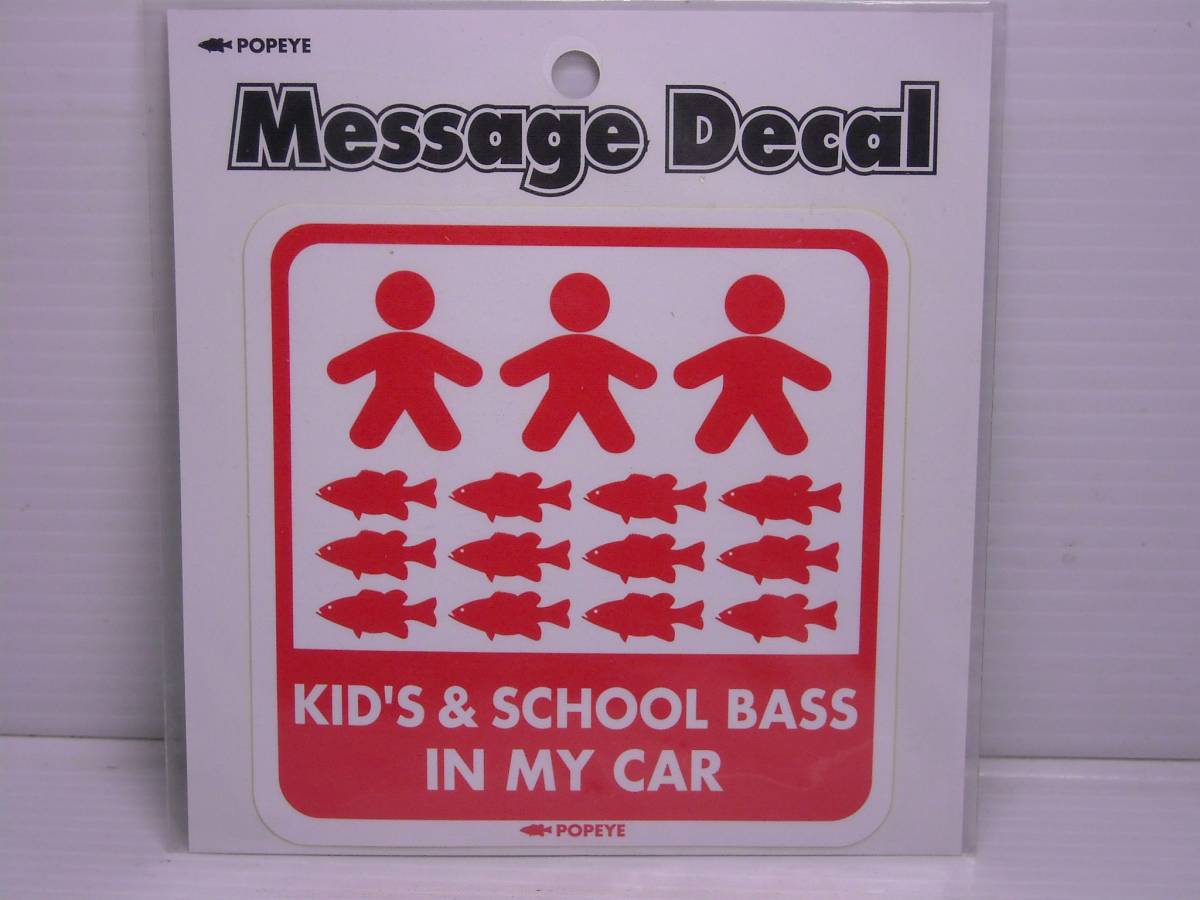 POPEYE
Message Decal
KID'S & SCHOOL BASS
IN MY CAR
POPEYE